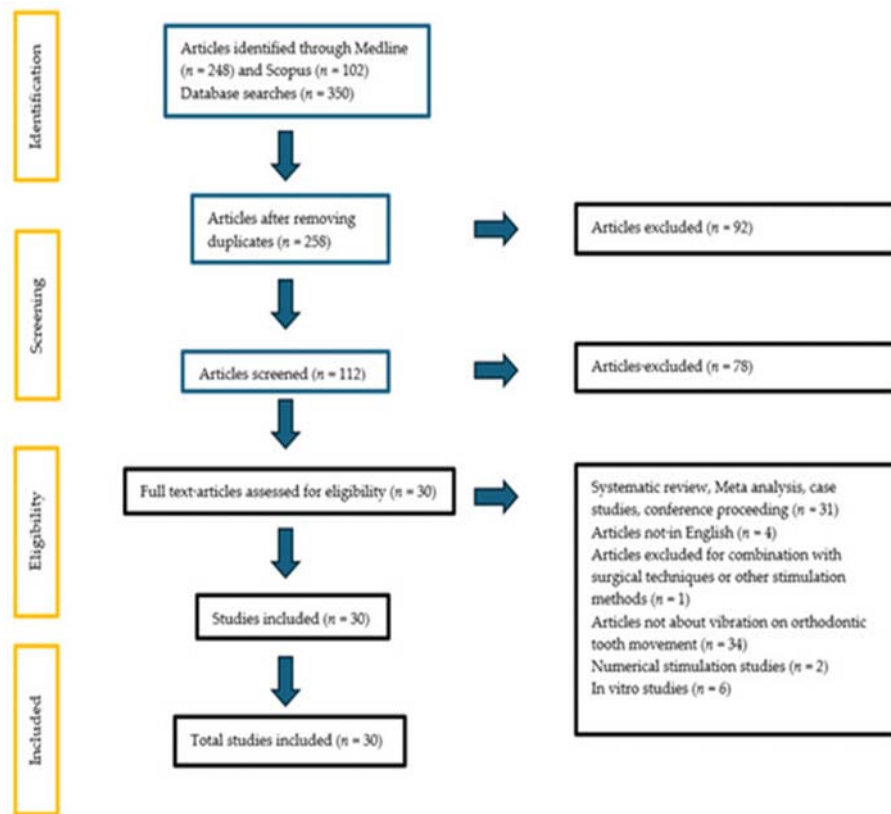 Identification
Articles identified through Medline
(n = 248) and Scopus (n = 102)
Database searches (n = 350)
Screening
Articles after removing
duplicates (n = 258)
Articles excluded (n = 92)
Articles screened (n = 112)
Articles-excluded (n = 78)
Eligibility
Full text-articles assessed for eligibility (n = 30)
Systematic review, Meta analysis, case
studies, conference proceeding (n = 31)
Articles not-in English (n = 4)
Articles excluded for combination with
surgical techniques or other stimulation
methods (n = 1)
Articles not about vibration on orthodontic
tooth movement (n = 34)
Numerical stimulation studies (n = 2)
In vitro studies (n = 6)
Studies included (n = 30)
Included
Total studies included (n = 30)